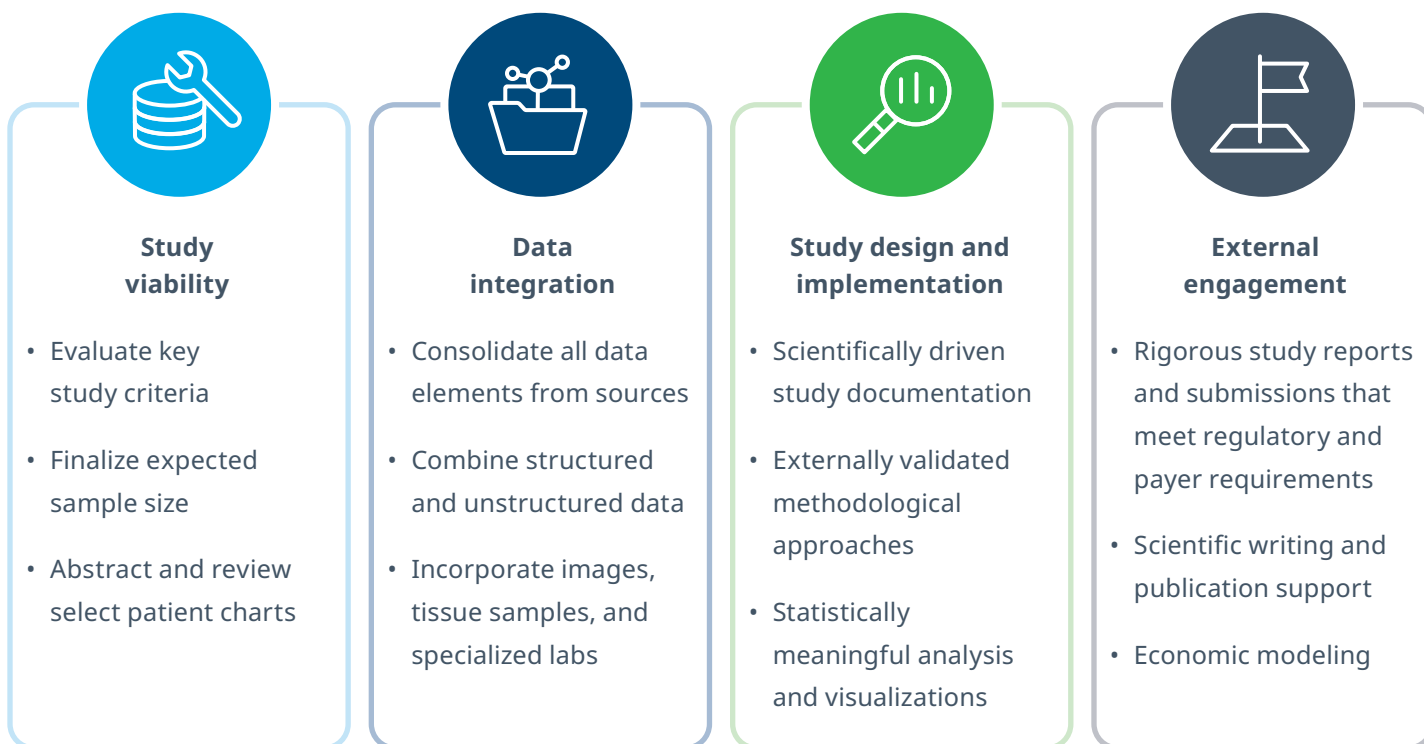 Study
viability
• Evaluate key
study criteria
• Finalize expected
sample size
• Abstract and review
select patient charts
Data
integration
• Consolidate all data
elements from sources
• Combine structured
and unstructured data
• Incorporate images,
tissue samples, and
specialized labs
Study design and
implementation
• Scientifically driven
study documentation
• Externally validated
methodological
approaches
• Statistically
meaningful analysis
and visualizations
External
engagement
• Rigorous study reports
and submissions that
meet regulatory and
payer requirements
• Scientific writing and
publication support
• Economic modeling